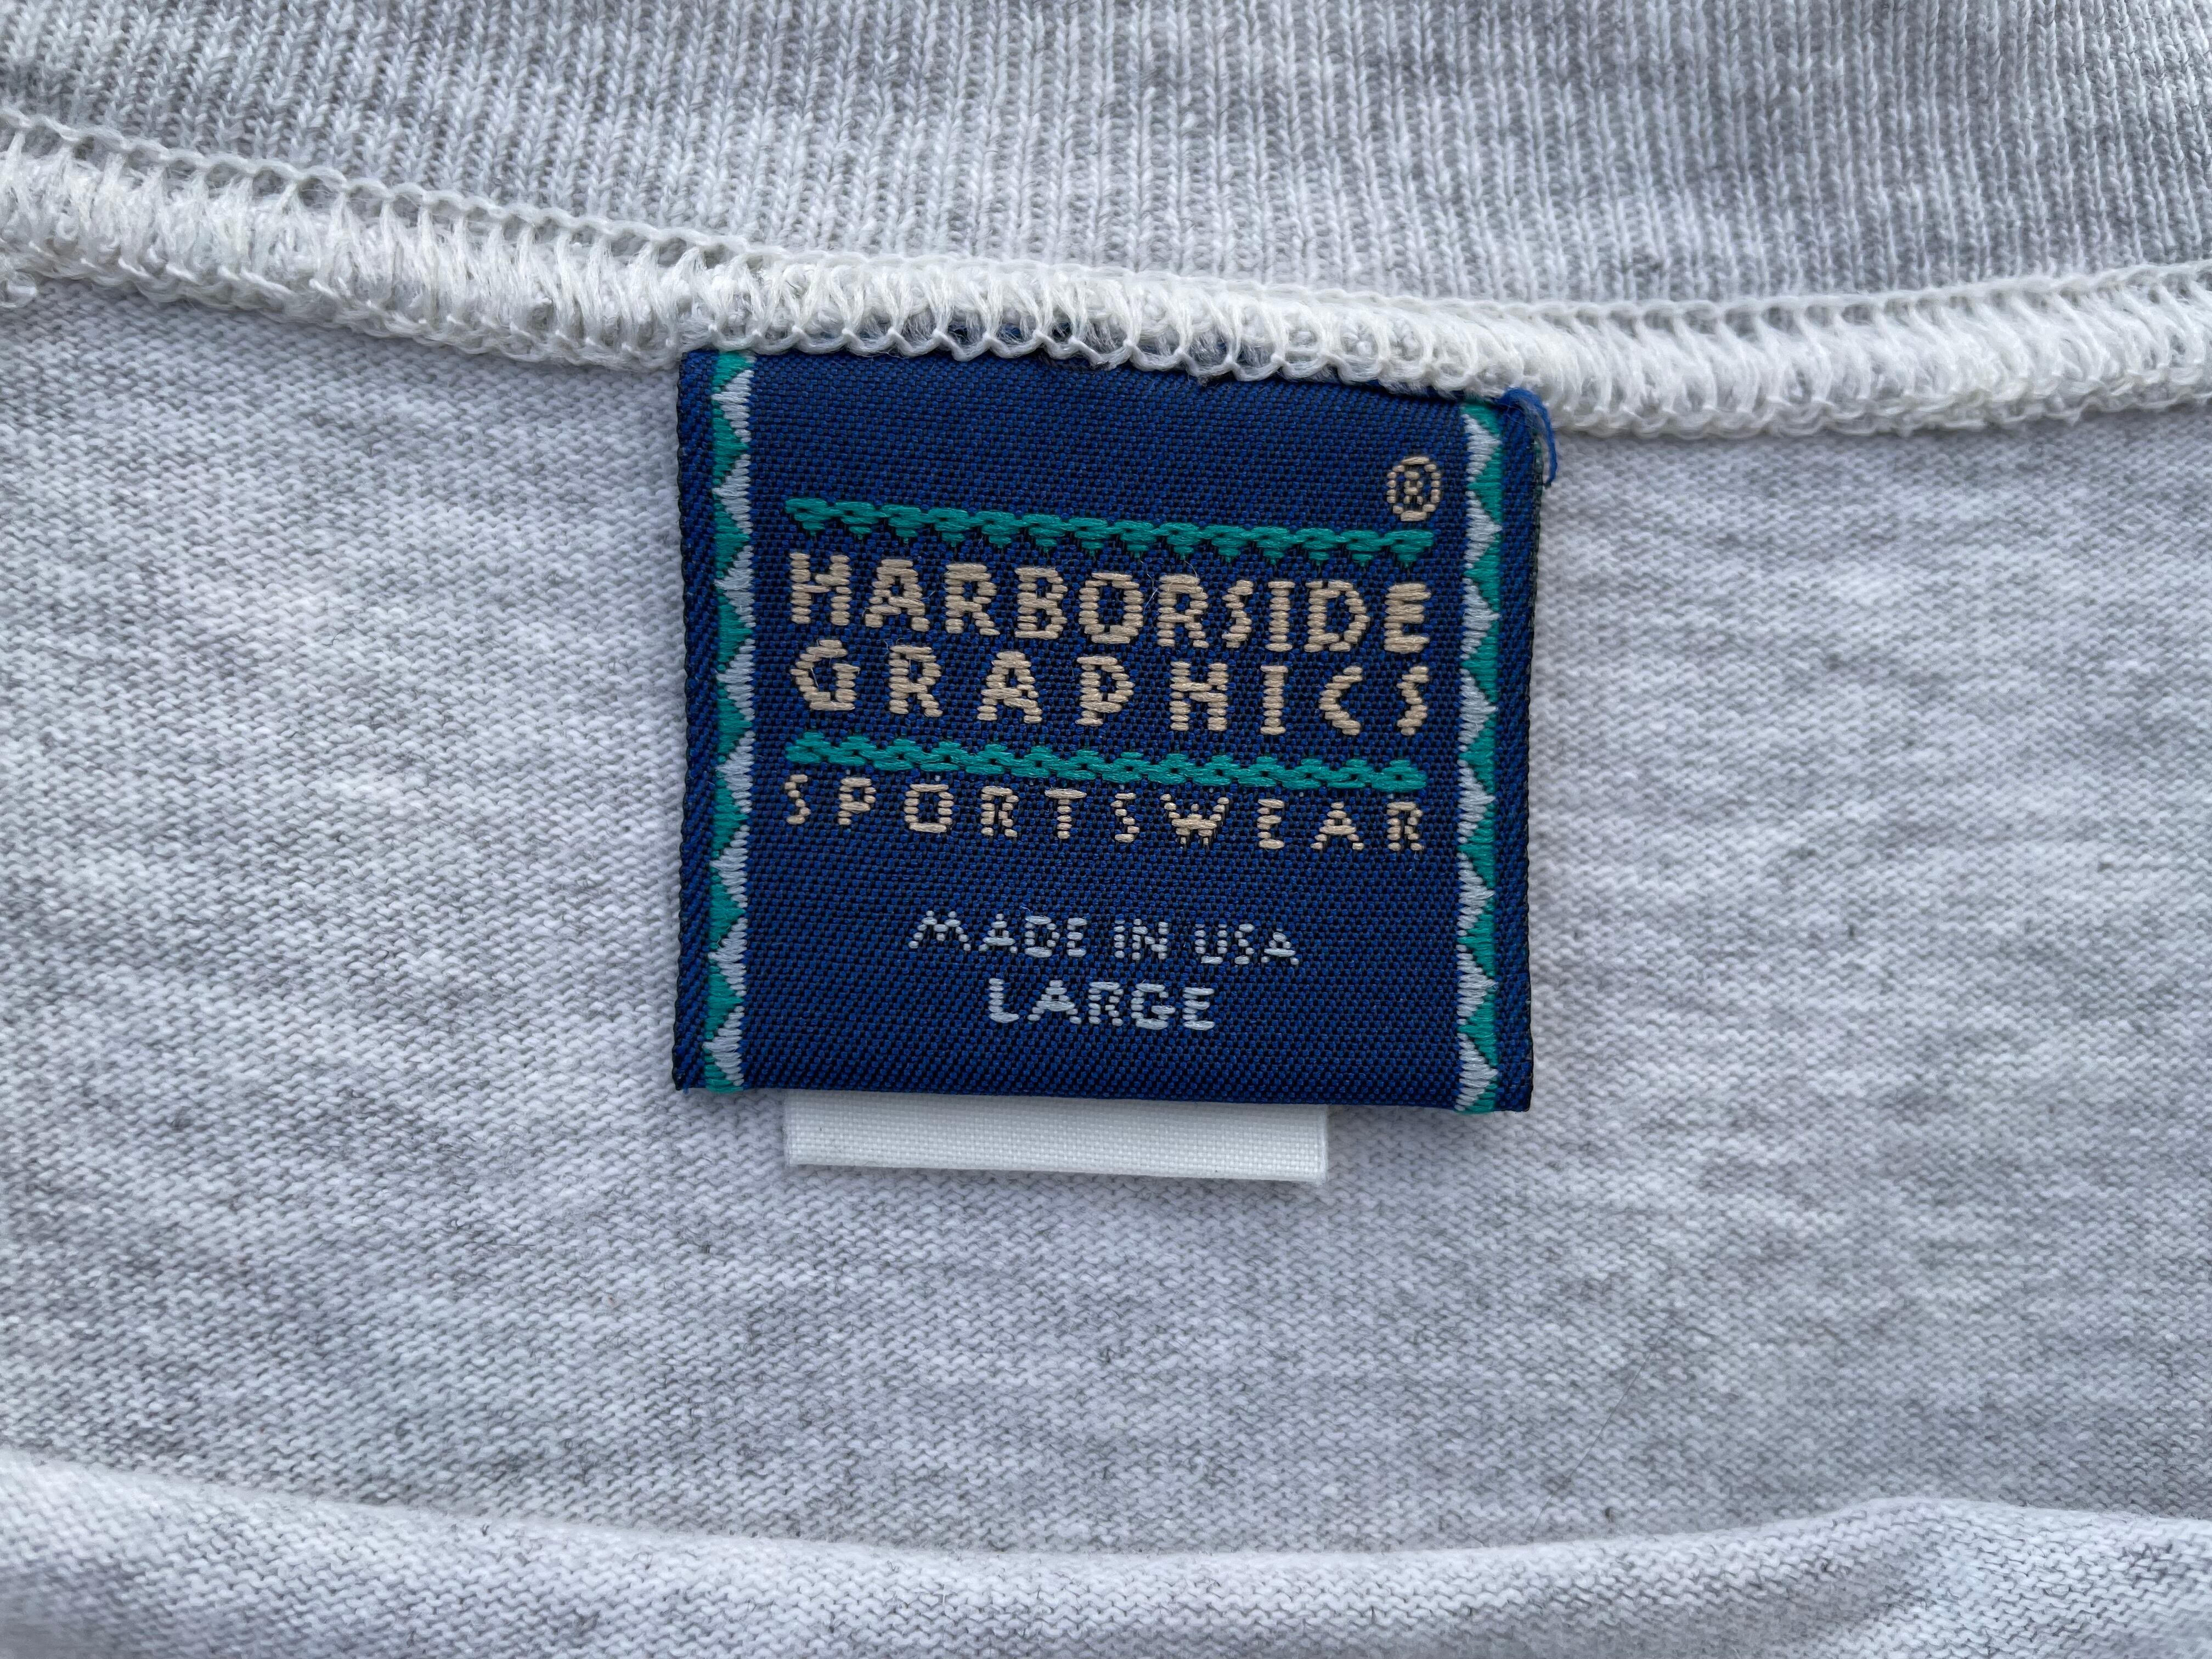 ®
HARBORSIDE
GRAPHICS
SPORTSWEAR
MADE IN USA
LARGE